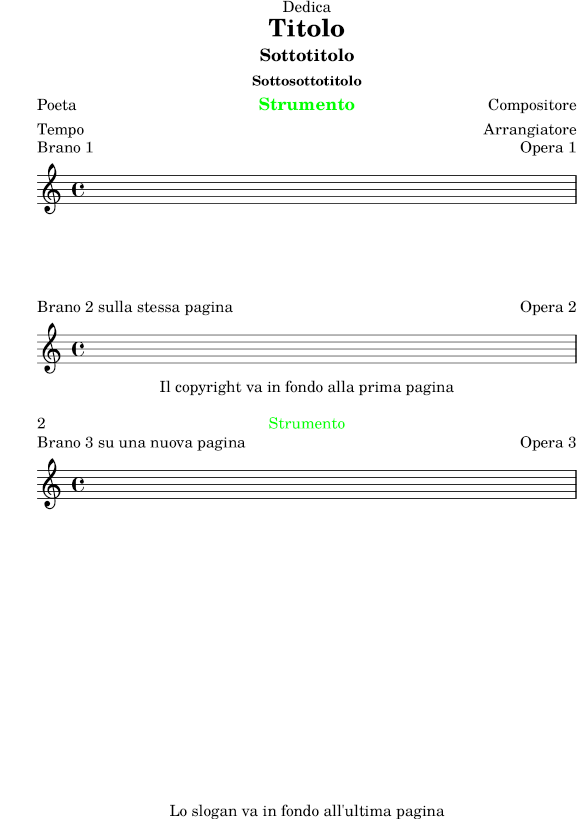 Dedica
Titolo
Sottotitolo
Sottosottotitolo
Poeta Strumento Compositore
Tempo Arrangiatore
Brano 1 Opera 1
Brano 2 sulla stessa pagina Opera 2
Il copyright va in fondo alla prima pagina
2 Strumento
Brano 3 su una nuova pagina Opera 3
Lo slogan va in fondo all'ultima pagina